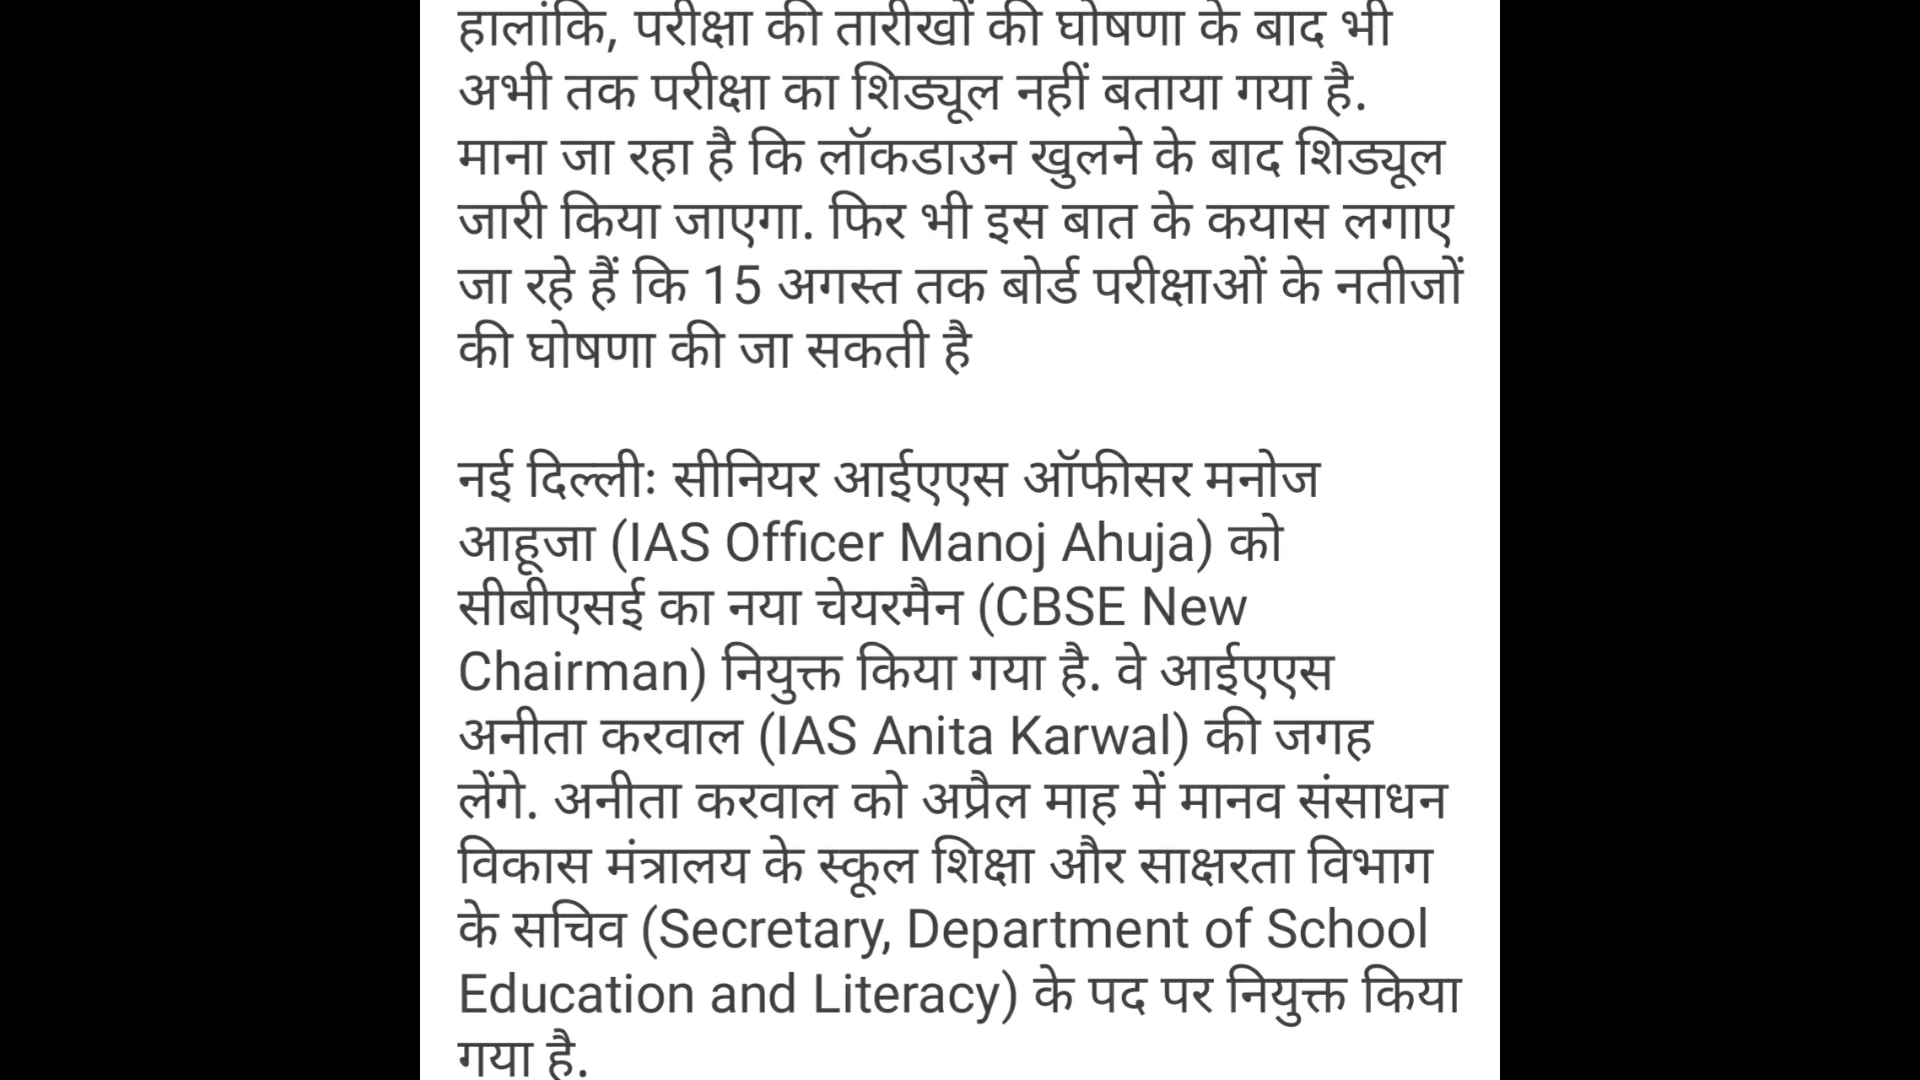 हालांकि, परीक्षा की तारीखों की घोषणा के बाद भी
अभी तक परीक्षा का शिड्यूल नहीं बताया गया है.
माना जा रहा है कि लॉकडाउन खुलने के बाद शिड्यूल
जारी किया जाएगा. फिर भी इस बात के कयास लगाए
जा रहे हैं कि 15 अगस्त तक बोर्ड परीक्षाओं के नतीजों
की घोषणा की जा सकती है
नई दिल्लीः सीनियर आईएएस ऑफीसर मनोज
आहूजा (IAS Officer Manoj Ahuja) को
सीबीएसई का नया चेयरमैन (CBSE New
Chairman) नियुक्त किया गया है. वे आईएएस
अनीता करवाल (IAS Anita Karwal) की जगह
लेंगे. अनीता करवाल को अप्रैल माह में मानव संसाधन
विकास मंत्रालय के स्कूल शिक्षा और साक्षरता विभाग
के सचिव (Secretary, Department of School
Education and Literacy) के पद पर नियुक्त किया
गया है.